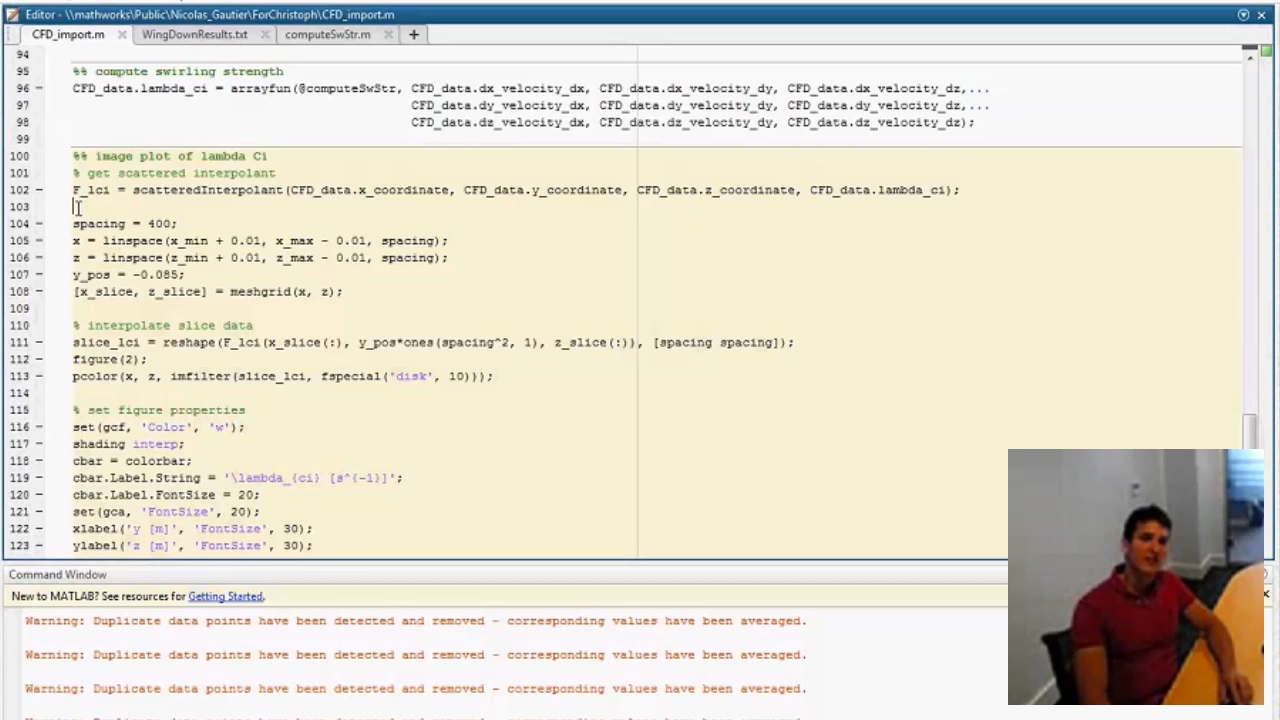 Editor - \\mathworks\Public\Nicolas_Gautier\ForChristoph\CFD_import.m
CFD_import.m WingDownResults.txt computeSwStr.m
94
95 %% compute swirling strength
96 CFD_data.lambda_ci = arrayfun(@computeSwStr, CFD_data.dx_velocity_dx, CFD_data.dx_velocity_dy, CFD_data.dx_velocity_dz,...
97 CFD_data.dy_velocity_dx, CFD_data.dy_velocity_dy, CFD_data.dy_velocity_dz,...
98 CFD_data.dz_velocity_dx, CFD_data.dz_velocity_dy, CFD_data.dz_velocity_dz);
99
100 %% image plot of lambda Ci
101 % get scattered interpolant
102 F_lci = scatteredInterpolant(CFD_data.x_coordinate, CFD_data.y_coordinate, CFD_data.z_coordinate, CFD_data.lambda_ci);
103
104 spacing = 400;
105 x = linspace(x_min + 0.01, x_max - 0.01, spacing);
106 z = linspace(z_min + 0.01, z_max - 0.01, spacing);
107 y_pos = -0.085;
108 [x_slice, z_slice] = meshgrid(x, z);
109
110 % interpolate slice data
111 slice_lci = reshape(F_lci(x_slice(:), y_pos*ones(spacing^2, 1), z_slice(:)), [spacing spacing]);
112 figure(2);
113 pcolor(x, z, imfilter(slice_lci, fspecial('disk', 10)));
114
115 % set figure properties
116 set(gcf, 'Color', 'w');
117 shading interp;
118 cbar = colorbar;
119 cbar.Label.String = '\lambda_{ci} [s^{-1}]';
120 cbar.Label.FontSize = 20;
121 set(gca, 'FontSize', 20);
122 xlabel('y [m]', 'FontSize', 30);
123 ylabel('z [m]', 'FontSize', 30);
Command Window
New to MATLAB? See resources for Getting Started.
Warning: Duplicate data points have been detected and removed - corresponding values have been averaged.
Warning: Duplicate data points have been detected and removed - corresponding values have been averaged.
Warning: Duplicate data points have been detected and removed - corresponding values have been averaged.